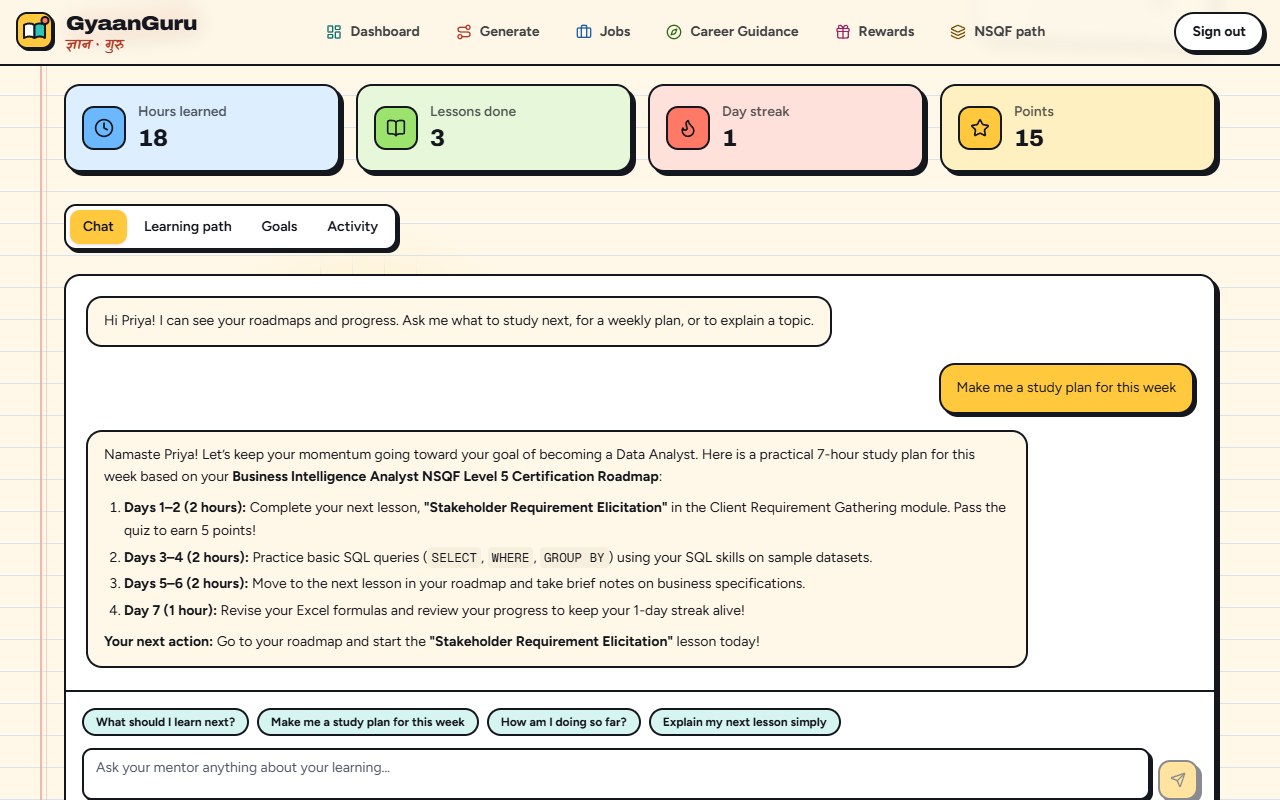 GyaanGuru
ज्ञान · गुरु
Dashboard
Generate
Jobs
Career Guidance
Rewards
NSQF path
Sign out
Hours learned
18
Lessons done
3
Day streak
1
Points
15
Chat
Learning path
Goals
Activity
Hi Priya! I can see your roadmaps and progress. Ask me what to study next, for a weekly plan, or to explain a topic.
Make me a study plan for this week
Namaste Priya! Let's keep your momentum going toward your goal of becoming a Data Analyst. Here is a practical 7-hour study plan for this
week based on your Business Intelligence Analyst NSQF Level 5 Certification Roadmap:
1. Days 1–2 (2 hours): Complete your next lesson, "Stakeholder Requirement Elicitation" in the Client Requirement Gathering module. Pass the
quiz to earn 5 points!
2. Days 3–4 (2 hours): Practice basic SQL queries ( SELECT , WHERE , GROUP BY ) using your SQL skills on sample datasets.
3. Days 5–6 (2 hours): Move to the next lesson in your roadmap and take brief notes on business specifications.
4. Day 7 (1 hour): Revise your Excel formulas and review your progress to keep your 1-day streak alive!
Your next action: Go to your roadmap and start the "Stakeholder Requirement Elicitation" lesson today!
What should I learn next?
Make me a study plan for this week
How am I doing so far?
Explain my next lesson simply
Ask your mentor anything about your learning...